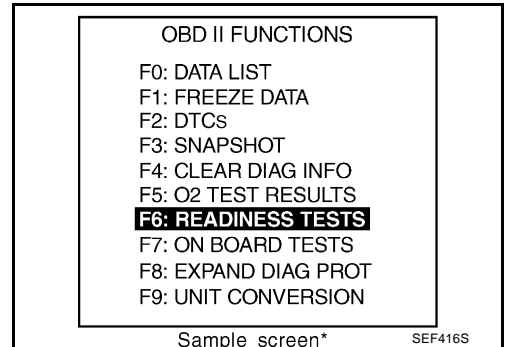 OBD II FUNCTIONS
F0: DATA LIST
F1: FREEZE DATA
F2: DTCs
F3: SNAPSHOT
F4: CLEAR DIAG INFO
F5: O2 TEST RESULTS
F6: READINESS TESTS
F7: ON BOARD TESTS
F8: EXPAND DIAG PROT
F9: UNIT CONVERSION
Sample screen*
SEF416S